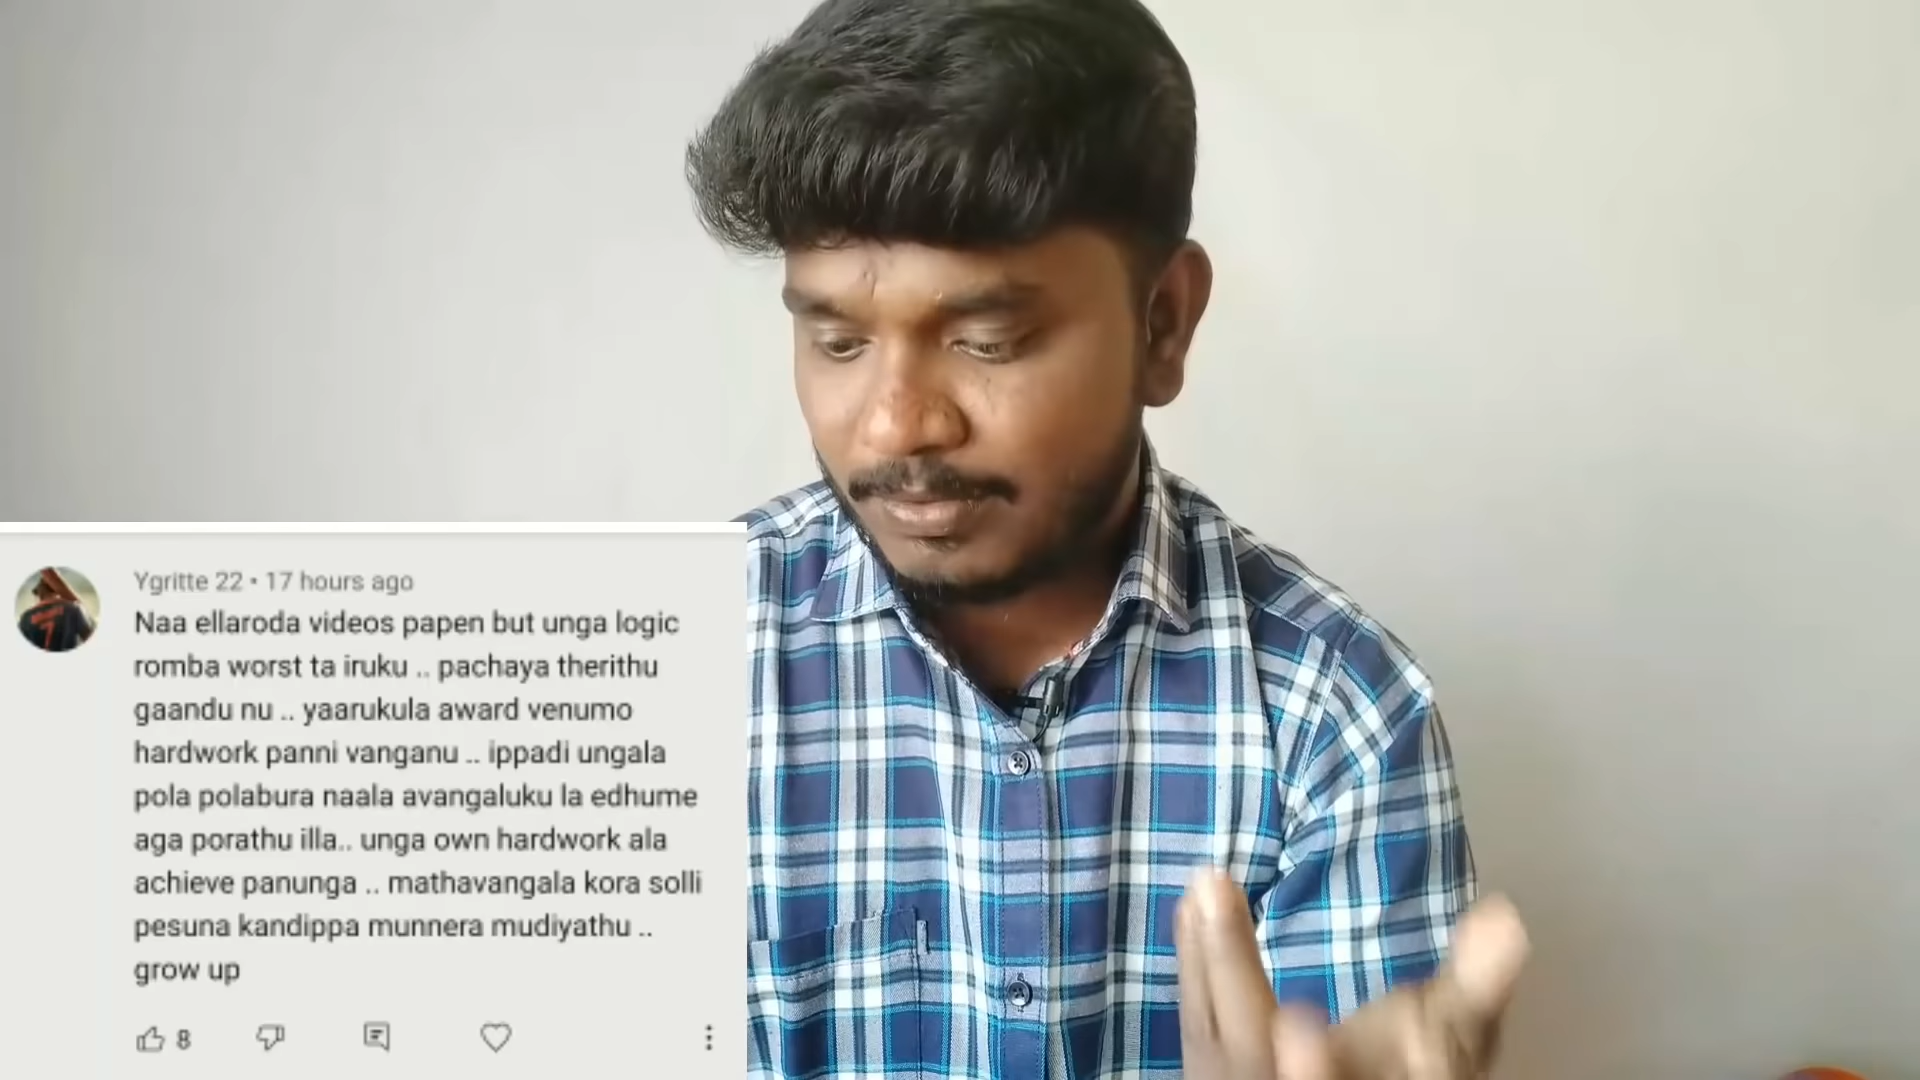 Ygritte 22 • 17 hours ago
Naa ellaroda videos papen but unga logic
romba worst ta iruku .. pachaya therithu
gaandu nu .. yaarukula award venumo
hardwork panni vanganu .. ippadi ungala
pola polabura naala avangaluku la edhume
aga porathu illa.. unga own hardwork ala
achieve panunga .. mathavangala kora solli
pesuna kandippa munnera mudiyathu ..
grow up
8